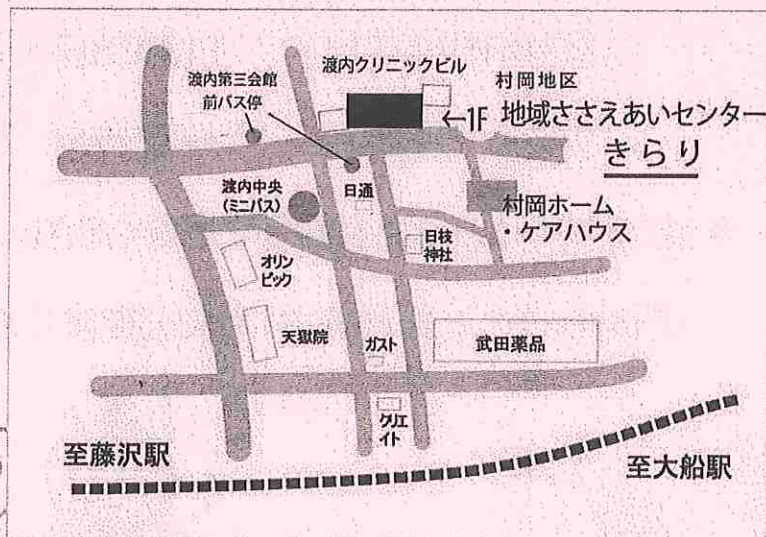 渡内クリニックビル
渡内第三会館
前バス停
村岡地区
←1F 地域ささえあいセンター
きらり
渡内中央
(ミニバス)
日通
村岡ホーム
・ケアハウス
日枝
神社
オリン
ピック
天獄院
ガスト
武田薬品
クリエ
イト
至藤沢駅
至大船駅